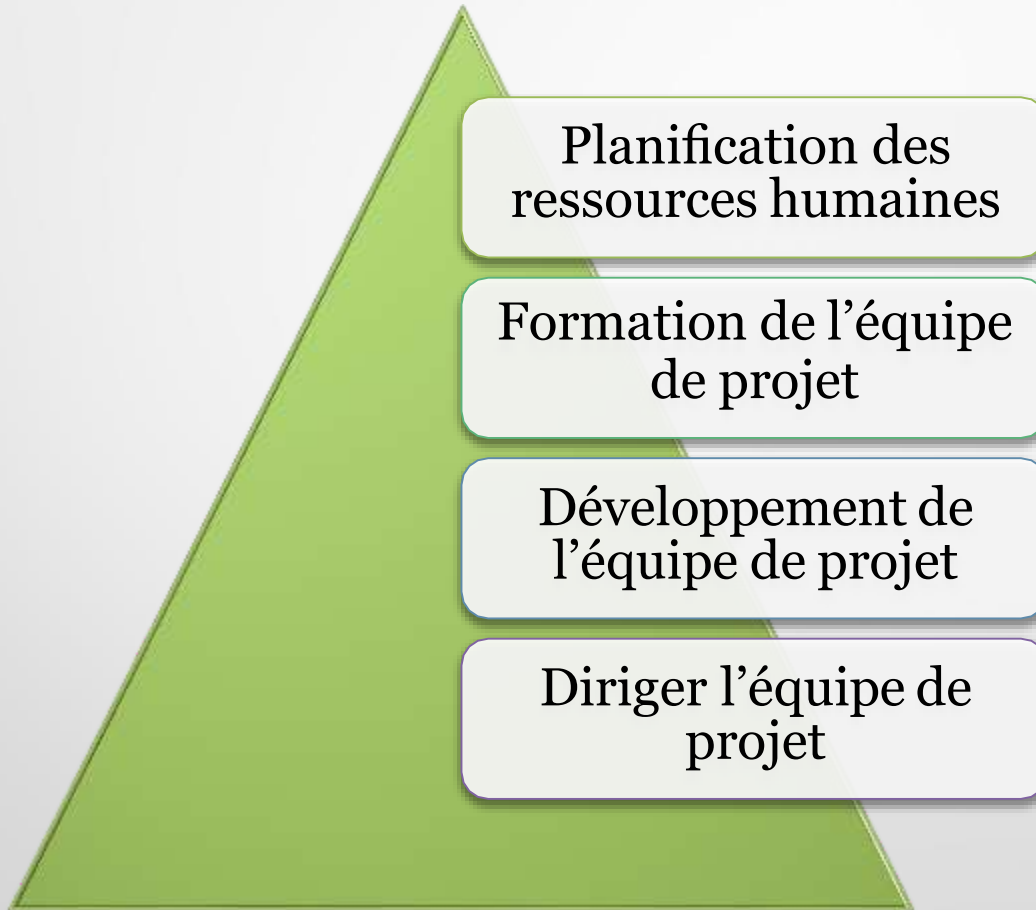 Planification des
ressources humaines
Formation de l’équipe
de projet
Développement de
l’équipe de projet
Diriger l’équipe de
projet